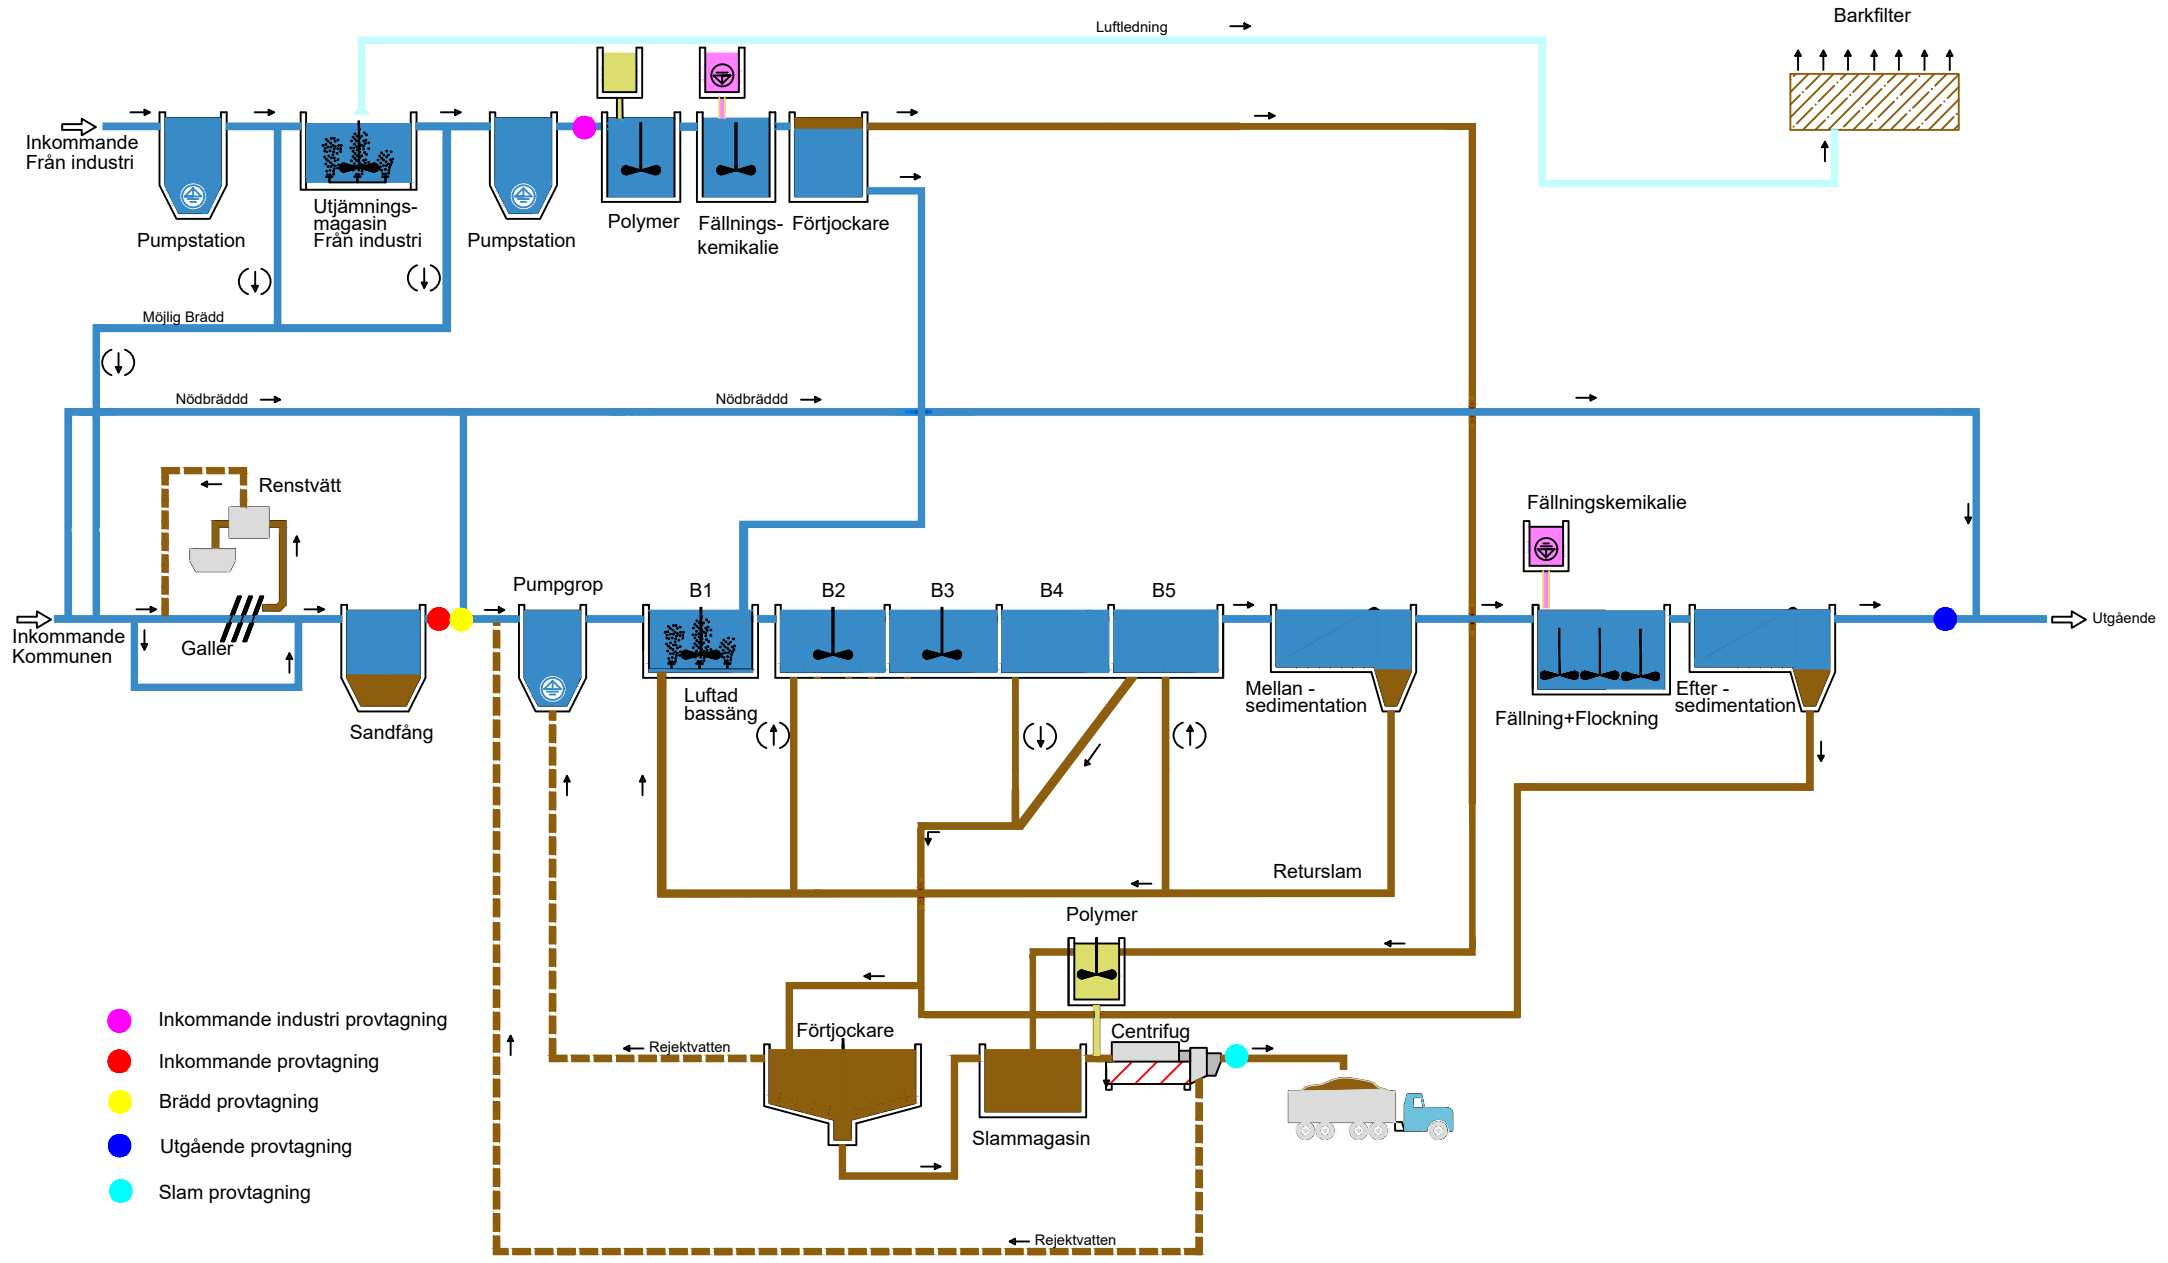 Barkfilter
Luftledning
Inkommande
Från industri
Pumpstation
Utjämnings-
magasin
Från industri
Pumpstation
Polymer
Fällnings-
kemikalie
Förtjockare
Möjlig Brädd
Nödbräddd
Nödbräddd
Renstvätt
Fällningskemikalie
Pumpgrop
B1
B2
B3
B4
B5
Inkommande
Kommunen
Galler
Utgående
Sandfång
Luftad
bassäng
Mellan -
sedimentation
Fällning+Flockning
Efter -
sedimentation
Returslam
Polymer
Inkommande industri provtagning
Inkommande provtagning
Brädd provtagning
Utgående provtagning
Slam provtagning
Förtjockare
Rejektvatten
Centrifug
Slammagasin
Rejektvatten